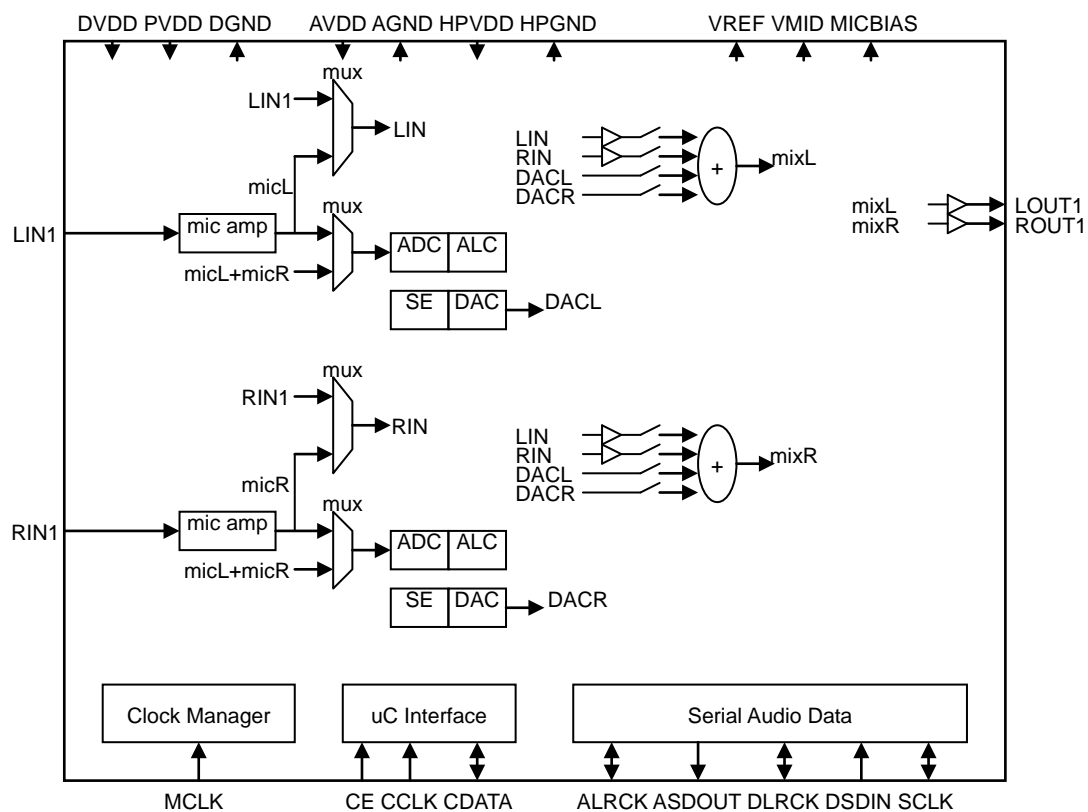 DVDD PVDD DGND AVDD AGND HPVDD HPGND VREF VMID MICBIAS
mux
LIN1
LIN
micL
mux
LIN1
mic amp
micL+micR
ADC ALC
SE DAC
DACL
LIN
RIN
DACL
DACR
+
mixL
mixL
mixR
LOUT1
ROUT1
mux
RIN1
RIN
micR
mux
RIN1
mic amp
micL+micR
ADC ALC
SE DAC
DACR
LIN
RIN
DACL
DACR
+
mixR
Clock Manager
uC Interface
Serial Audio Data
MCLK CE CCLK CDATA ALRCK ASDOUT DLRCK DSDIN SCLK